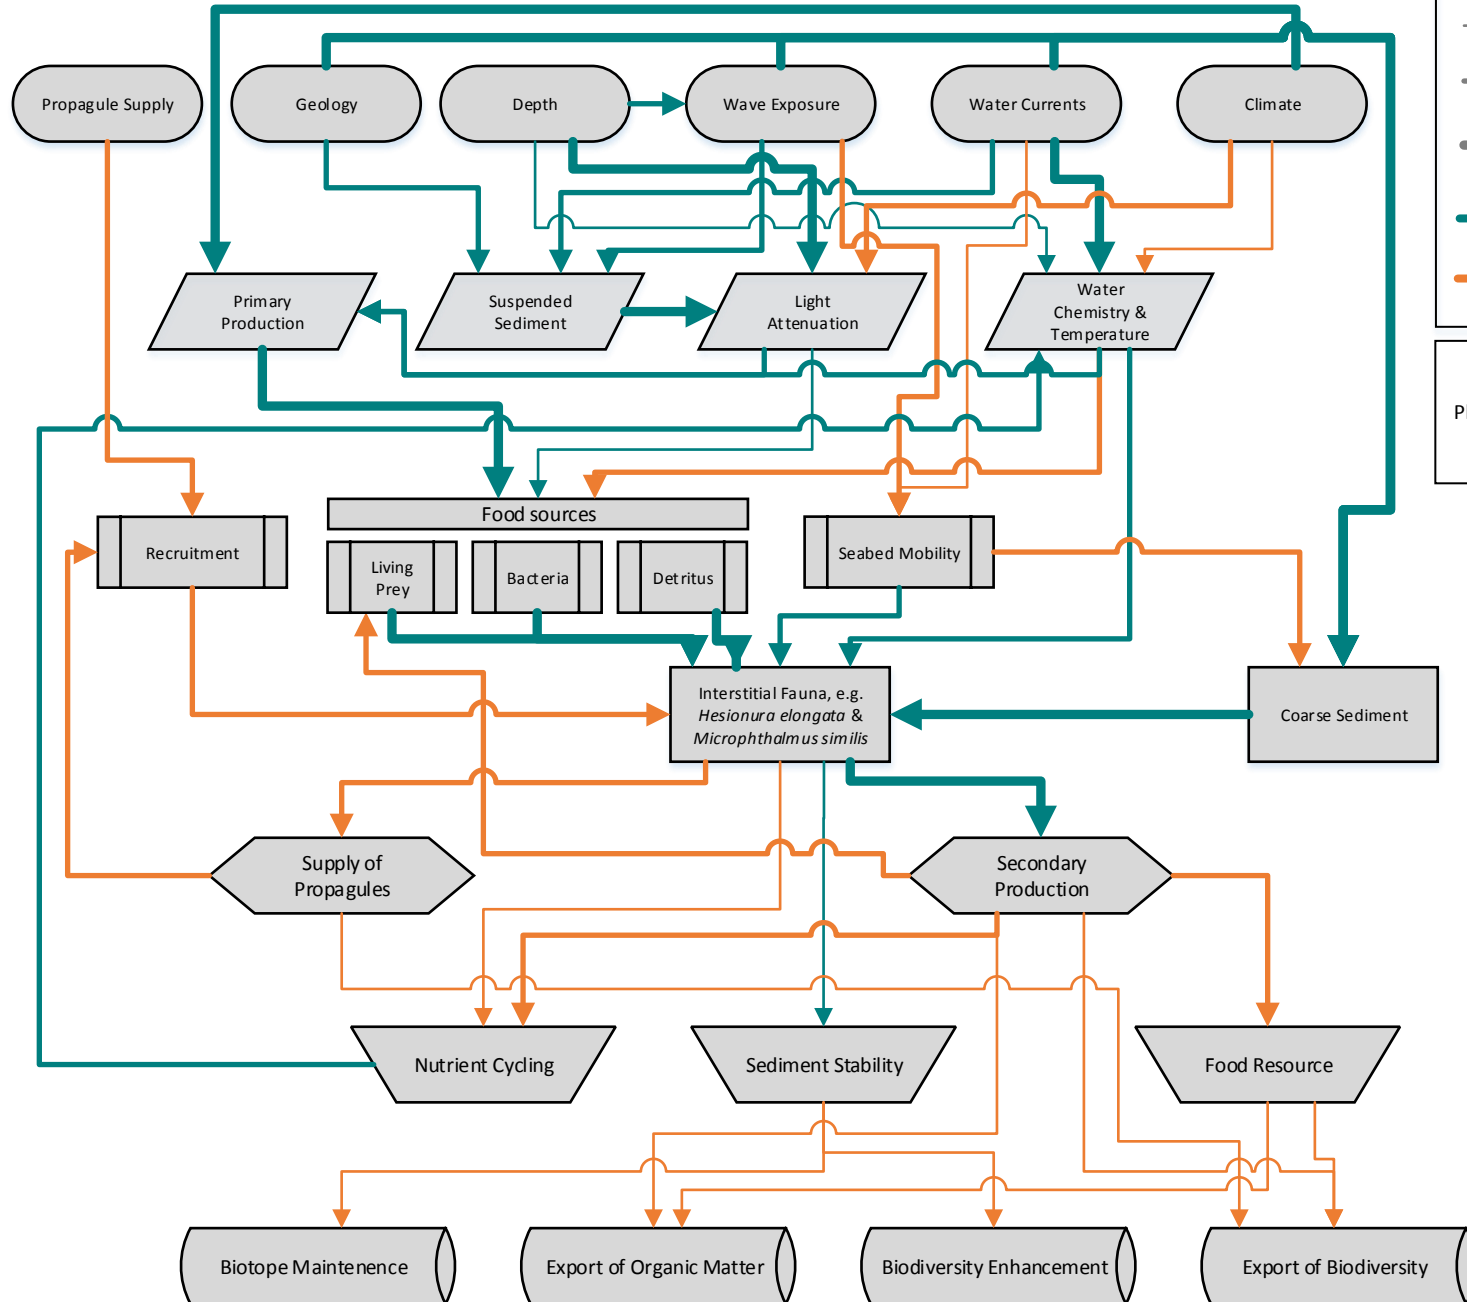 Propagule Supply
Geology
Depth
Wave Exposure
Water Currents
Climate
Primary
Production
Suspended
Sediment
Light
Attenuation
Water
Chemistry &
Temperature
Food sources
Recruitment
Living
Prey
Bacteria
Detritus
Seabed Mobility
Interstitial Fauna, e.g.
Hesionura elongata &
Microphthalmus similis
Coarse Sediment
Supply of
Propagules
Secondary
Production
Nutrient Cycling
Sediment Stability
Food Resource
Biotope Maintenence
Export of Organic Matter
Biodiversity Enhancement
Export of Biodiversity